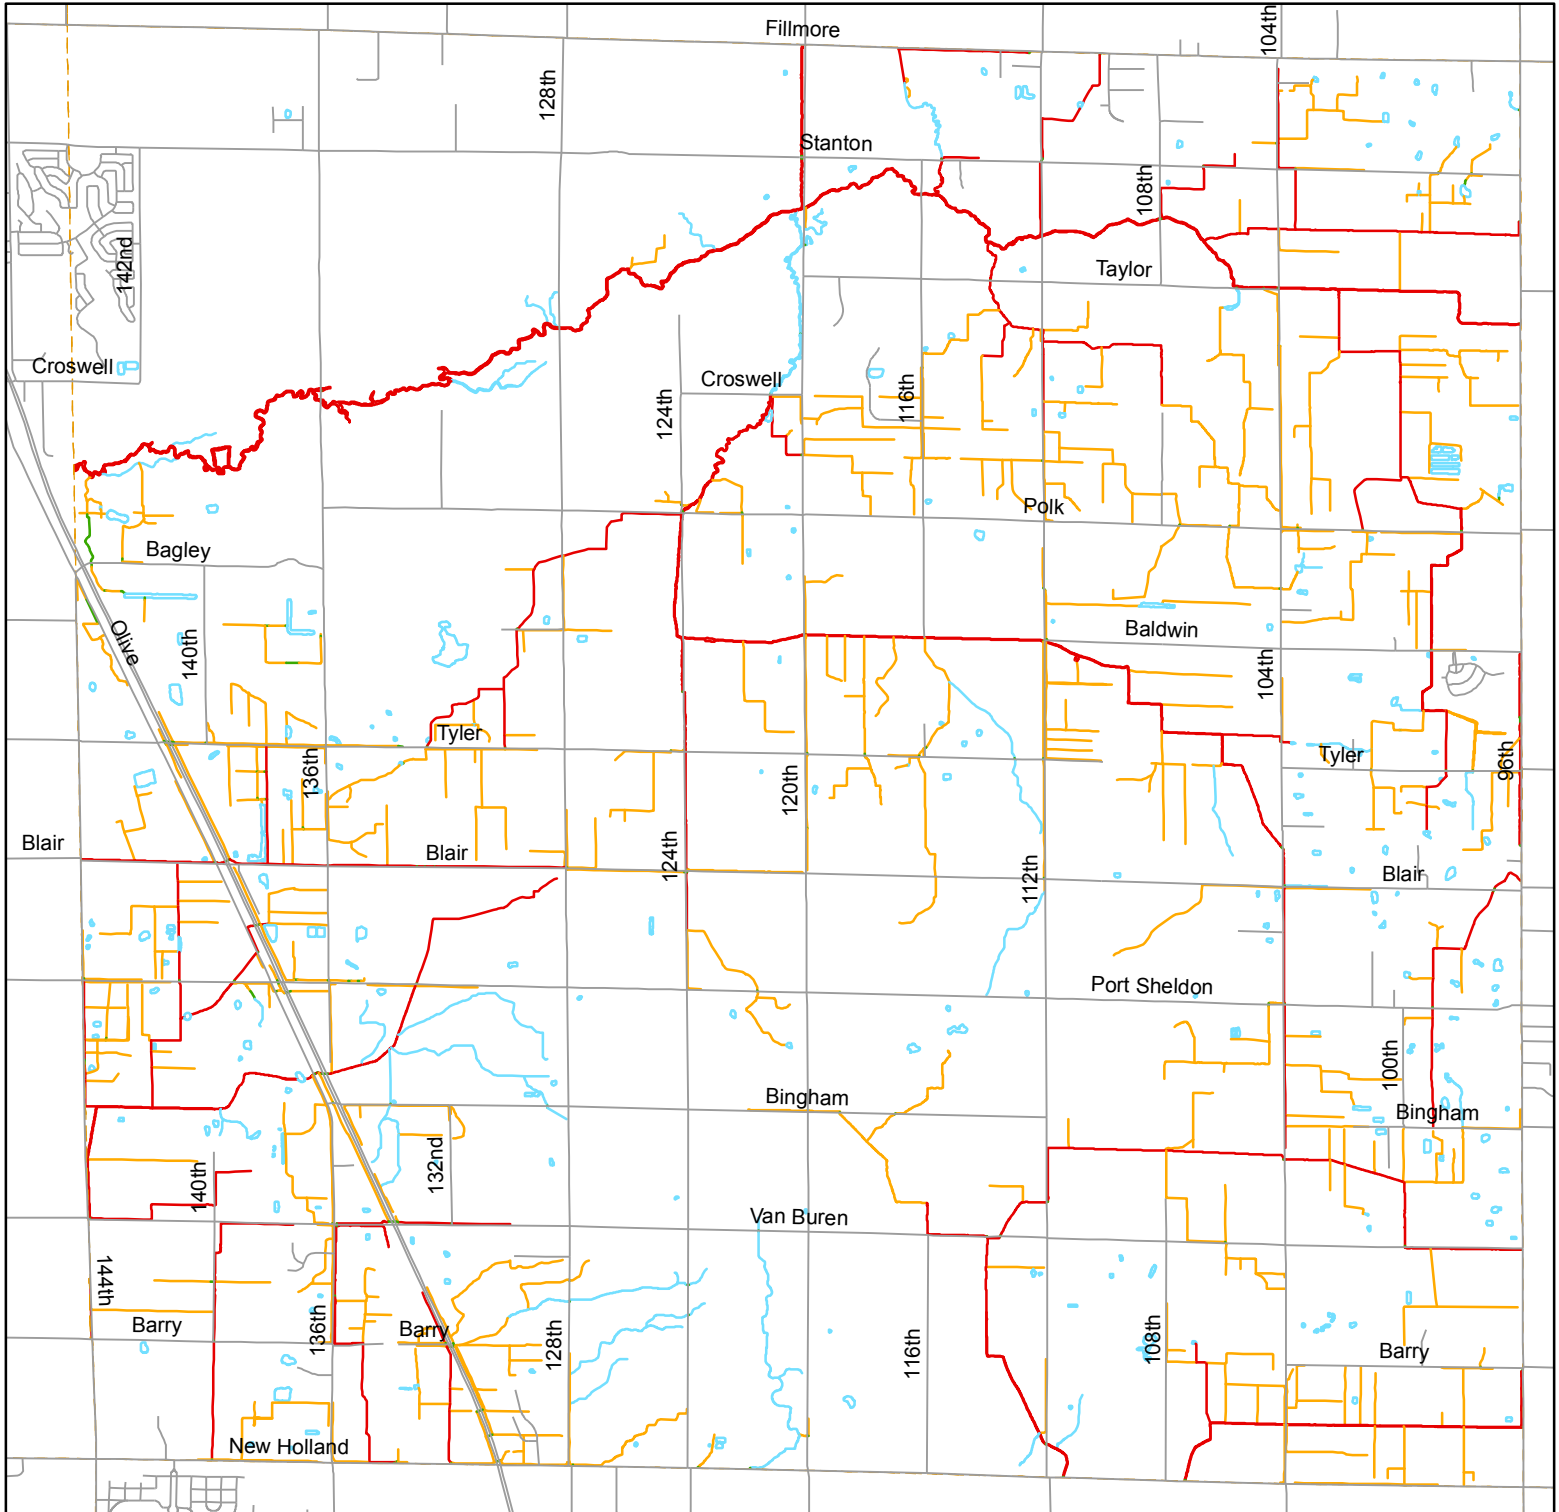 Fillmore
104th
128th
Stanton
108th
142nd
Taylor
Croswell
Croswell
116th
124th
Polk
Bagley
Olive
140th
Baldwin
104th
Tyler
Tyler
136th
120th
96th
Blair
Blair
124th
112th
Blair
Port Sheldon
100th
Bingham
Bingham
132nd
140th
Van Buren
144th
Barry
136th
Barry
128th
116th
108th
Barry
New Holland